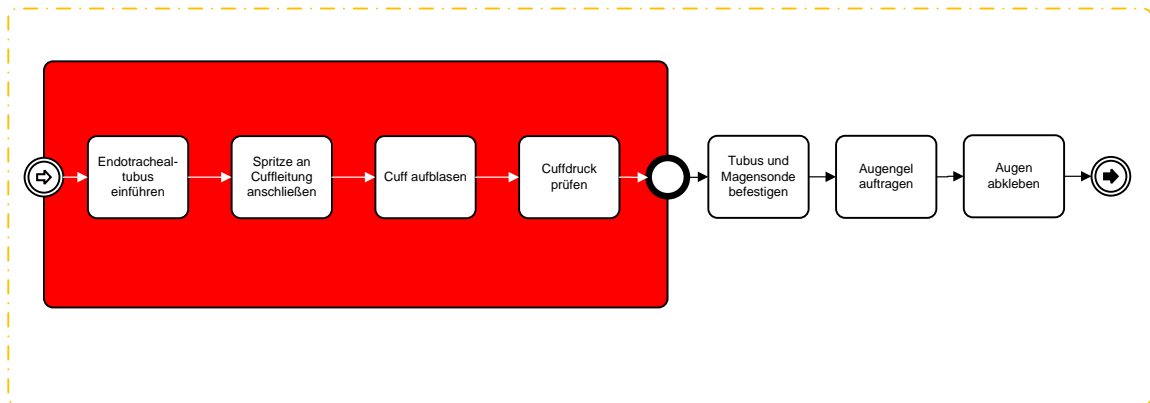 Endotracheal-
tubus
einführen
Spritze an
Cuffleitung
anschließen
Cuff aufblasen
Cuffdruck
prüfen
Tubus und
Magensonde
befestigen
Augengel
auftragen
Augen
abkleben